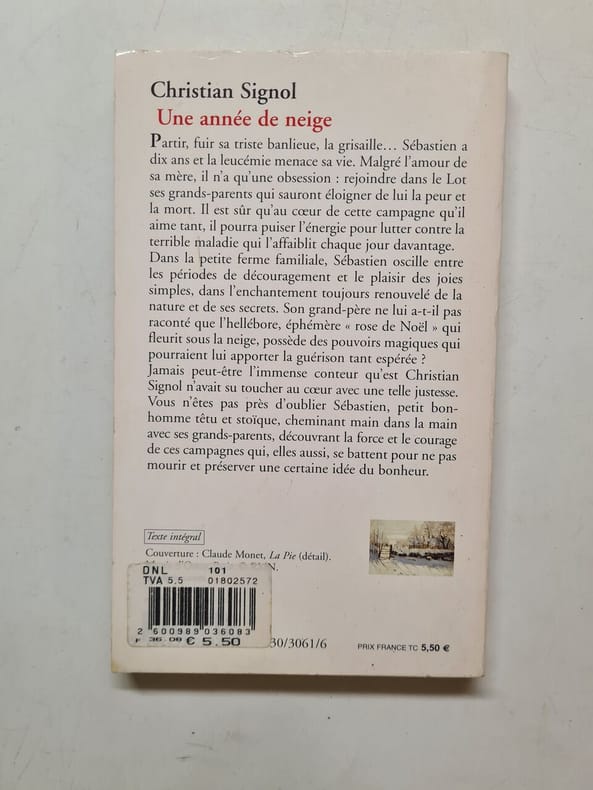 Christian Signol
Une année de neige
Partir, fuir sa triste banlieue, la grisaille... Sébastien a
dix ans et la leucémie menace sa vie. Malgré l'amour de
sa mère, il n'a qu'une obsession : rejoindre dans le Lot
ses grands-parents qui sauront éloigner de lui la peur et
la mort. Il est sûr qu'au cœur de cette campagne qu'il
aime tant, il pourra puiser l'énergie pour lutter contre la
terrible maladie qui l'affaiblit chaque jour davantage.
Dans la petite ferme familiale, Sébastien oscille entre
les périodes de découragement et le plaisir des joies
simples, dans l'enchantement toujours renouvelé de la
nature et de ses secrets. Son grand-père ne lui a-t-il pas
raconté que l'hellébore, éphémère « rose de Noël » qui
fleurit sous la neige, possède des pouvoirs magiques qui
pourraient lui apporter la guérison tant espérée ?
Jamais peut-être l'immense conteur qu'est Christian
Signol n'avait su toucher au cœur avec une telle justesse.
Vous n'êtes pas près d'oublier Sébastien, petit bon-
homme têtu et stoïque, cheminant main dans la main
avec ses grands-parents, découvrant la force et le courage
de ces campagnes qui, elles aussi, se battent pour ne pas
mourir et préserver une certaine idée du bonheur.
Texte intégral
Couverture : Claude Monet, La Pie (détail).
DNL 101
TVA 5.5 01802572
2 600989 036083
F 36.08 € 5.50
30/3061/6
PRIX FRANCE TC 5,50 €